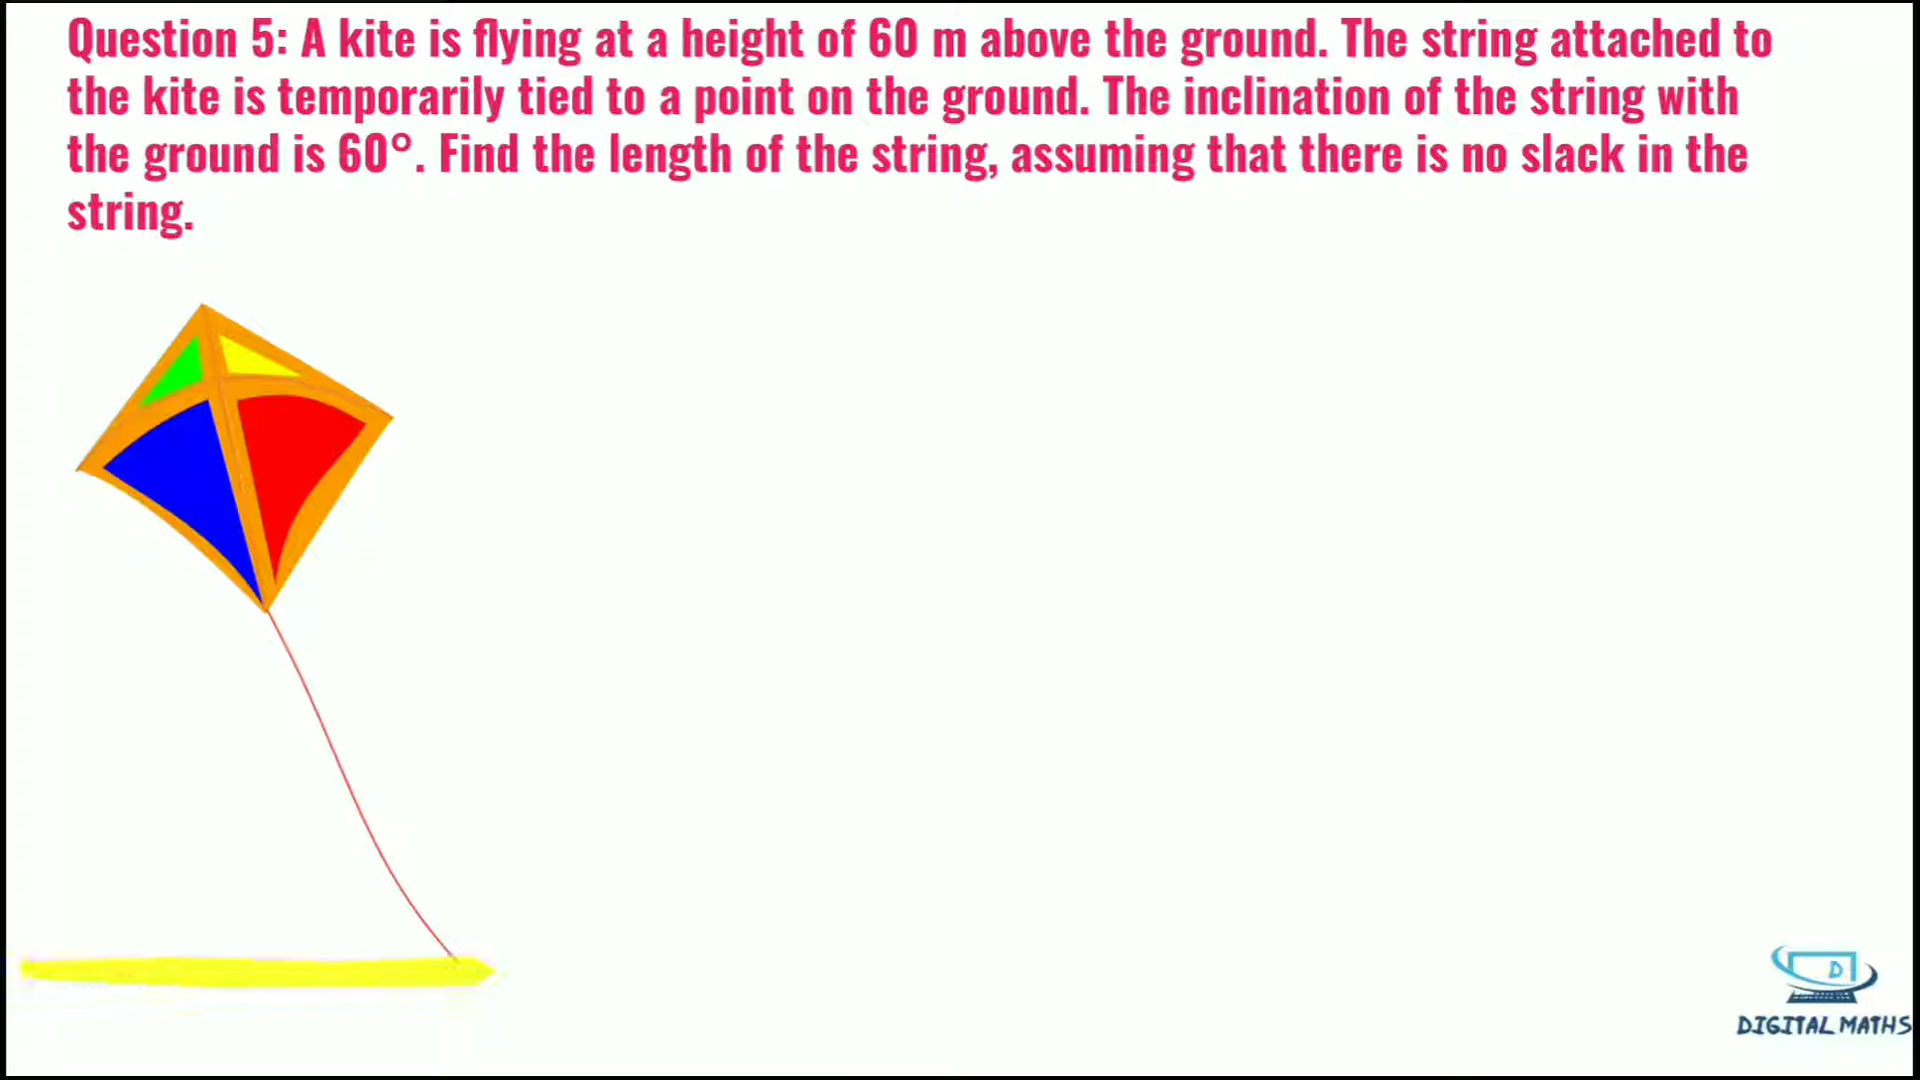 Question 5: A kite is flying at a height of 60 m above the ground. The string attached to
the kite is temporarily tied to a point on the ground. The inclination of the string with
the ground is 60°. Find the length of the string, assuming that there is no slack in the
string.
D
DIGITAL MATHS